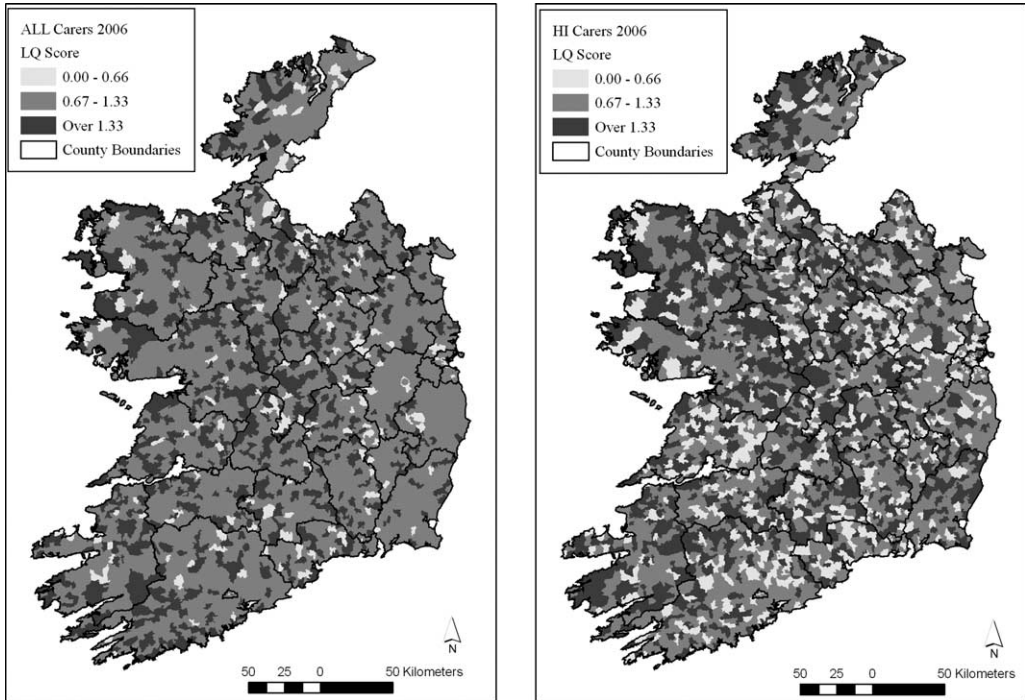 ALL Carers 2006
LQ Score
0.00 - 0.66
0.67 - 1.33
Over 1.33
County Boundaries
N
50 25 0 50 Kilometers
HI Carers 2006
LQ Score
0.00 - 0.66
0.67 - 1.33
Over 1.33
County Boundaries
N
50 25 0 50 Kilometers